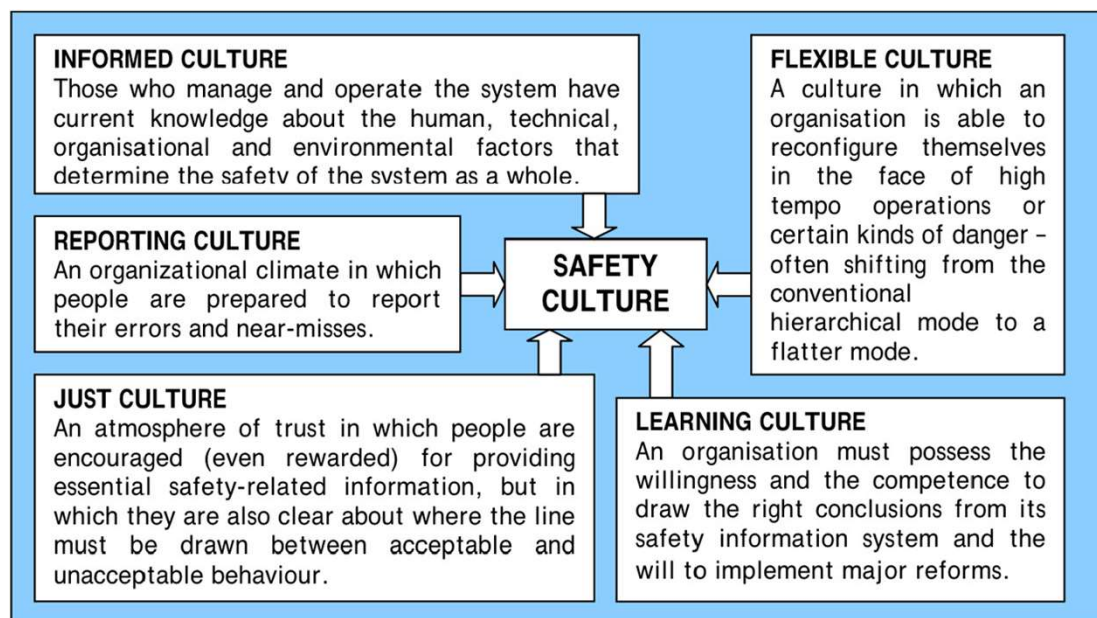 INFORMED CULTURE
Those who manage and operate the system have
current knowledge about the human, technical,
organisational and environmental factors that
determine the safety of the system as a whole.
REPORTING CULTURE
An organizational climate in which
people are prepared to report
their errors and near-misses.
JUST CULTURE
An atmosphere of trust in which people are
encouraged (even rewarded) for providing
essential safety-related information, but in
which they are also clear about where the line
must be drawn between acceptable and
unacceptable behaviour.
SAFETY
CULTURE
FLEXIBLE CULTURE
A culture in which an
organisation is able to
reconfigure themselves
in the face of high
tempo operations or
certain kinds of danger –
often shifting from the
conventional
hierarchical mode to a
flatter mode.
LEARNING CULTURE
An organisation must possess the
willingness and the competence to
draw the right conclusions from its
safety information system and the
will to implement major reforms.